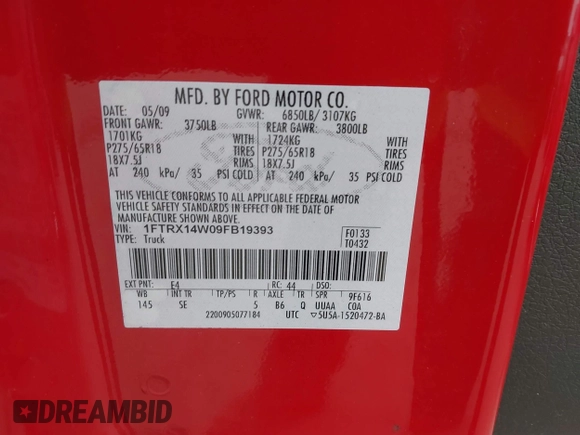 MFD. BY FORD MOTOR CO.
DATE: 05/09 GVWR: 6850LB/ 3107KG
FRONT GAWR: 3750LB REAR GAWR: 3800LB
1701KG WITH 1724KG WITH
P275/65R18 TIRES P275/65R18 TIRES
18X7.5J RIMS 18X7.5J RIMS
AT 240 kPa/ 35 PSI COLD AT 240 kPa/ 35 PSI COLD
THIS VEHICLE CONFORMS TO ALL APPLICABLE FEDERAL MOTOR
VEHICLE SAFETY STANDARDS IN EFFECT ON THE DATE OF
MANUFACTURE SHOWN ABOVE.
VIN: 1FTRX14W09FB19393 F0133
TYPE: Truck T0432
EXT PNT: E4 RC: 44 DSO:
WB INT TR TP/PS R AXLE TR SPR 9F616
145 SE 5 B6 Q UUAA COA
2200905077184 UTC ▽5U5A-1520472-BA
DREAMBID